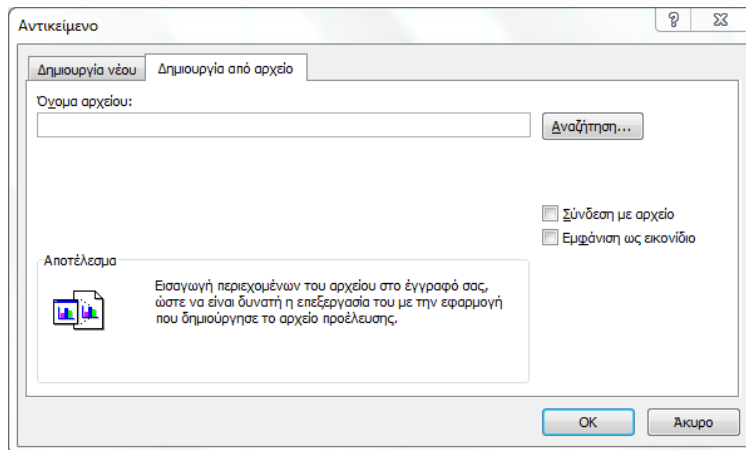 Αντικείμενο
Δημιουργία νέου
Δημιουργία από αρχείο
Όνομα αρχείου:
Αναζήτηση...
Σύνδεση με αρχείο
Εμφάνιση ως εικονίδιο
Αποτέλεσμα
Εισαγωγή περιεχομένων του αρχείου στο έγγραφό σας,
ώστε να είναι δυνατή η επεξεργασία του με την εφαρμογή
που δημιούργησε το αρχείο προέλευσης.
OK
Άκυρο